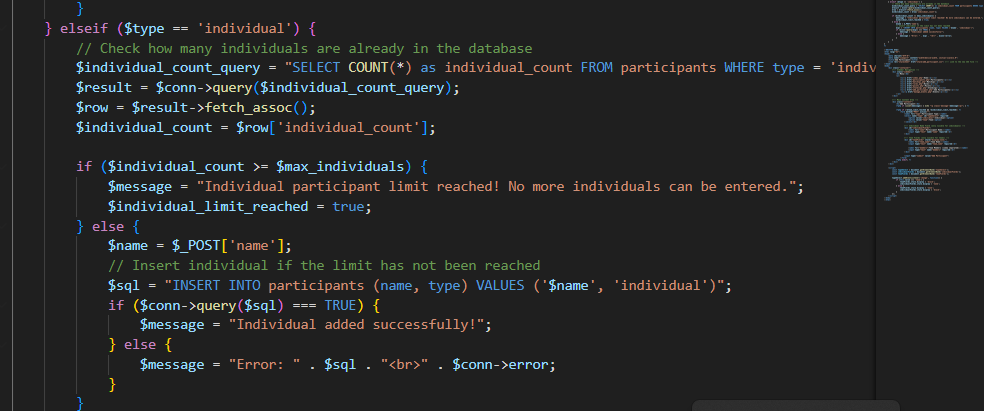 }
} elseif ($type == 'individual') {
// Check how many individuals are already in the database
$individual_count_query = "SELECT COUNT(*) as individual_count FROM participants WHERE type = 'indiv
$result = $conn->query($individual_count_query);
$row = $result->fetch_assoc();
$individual_count = $row['individual_count'];
if ($individual_count >= $max_individuals) {
$message = "Individual participant limit reached! No more individuals can be entered.";
$individual_limit_reached = true;
} else {
$name = $_POST['name'];
// Insert individual if the limit has not been reached
$sql = "INSERT INTO participants (name, type) VALUES ('$name', 'individual')";
if ($conn->query($sql) === TRUE) {
$message = "Individual added successfully!";
} else {
$message = "Error: " . $sql . "<br>" . $conn->error;
}
}